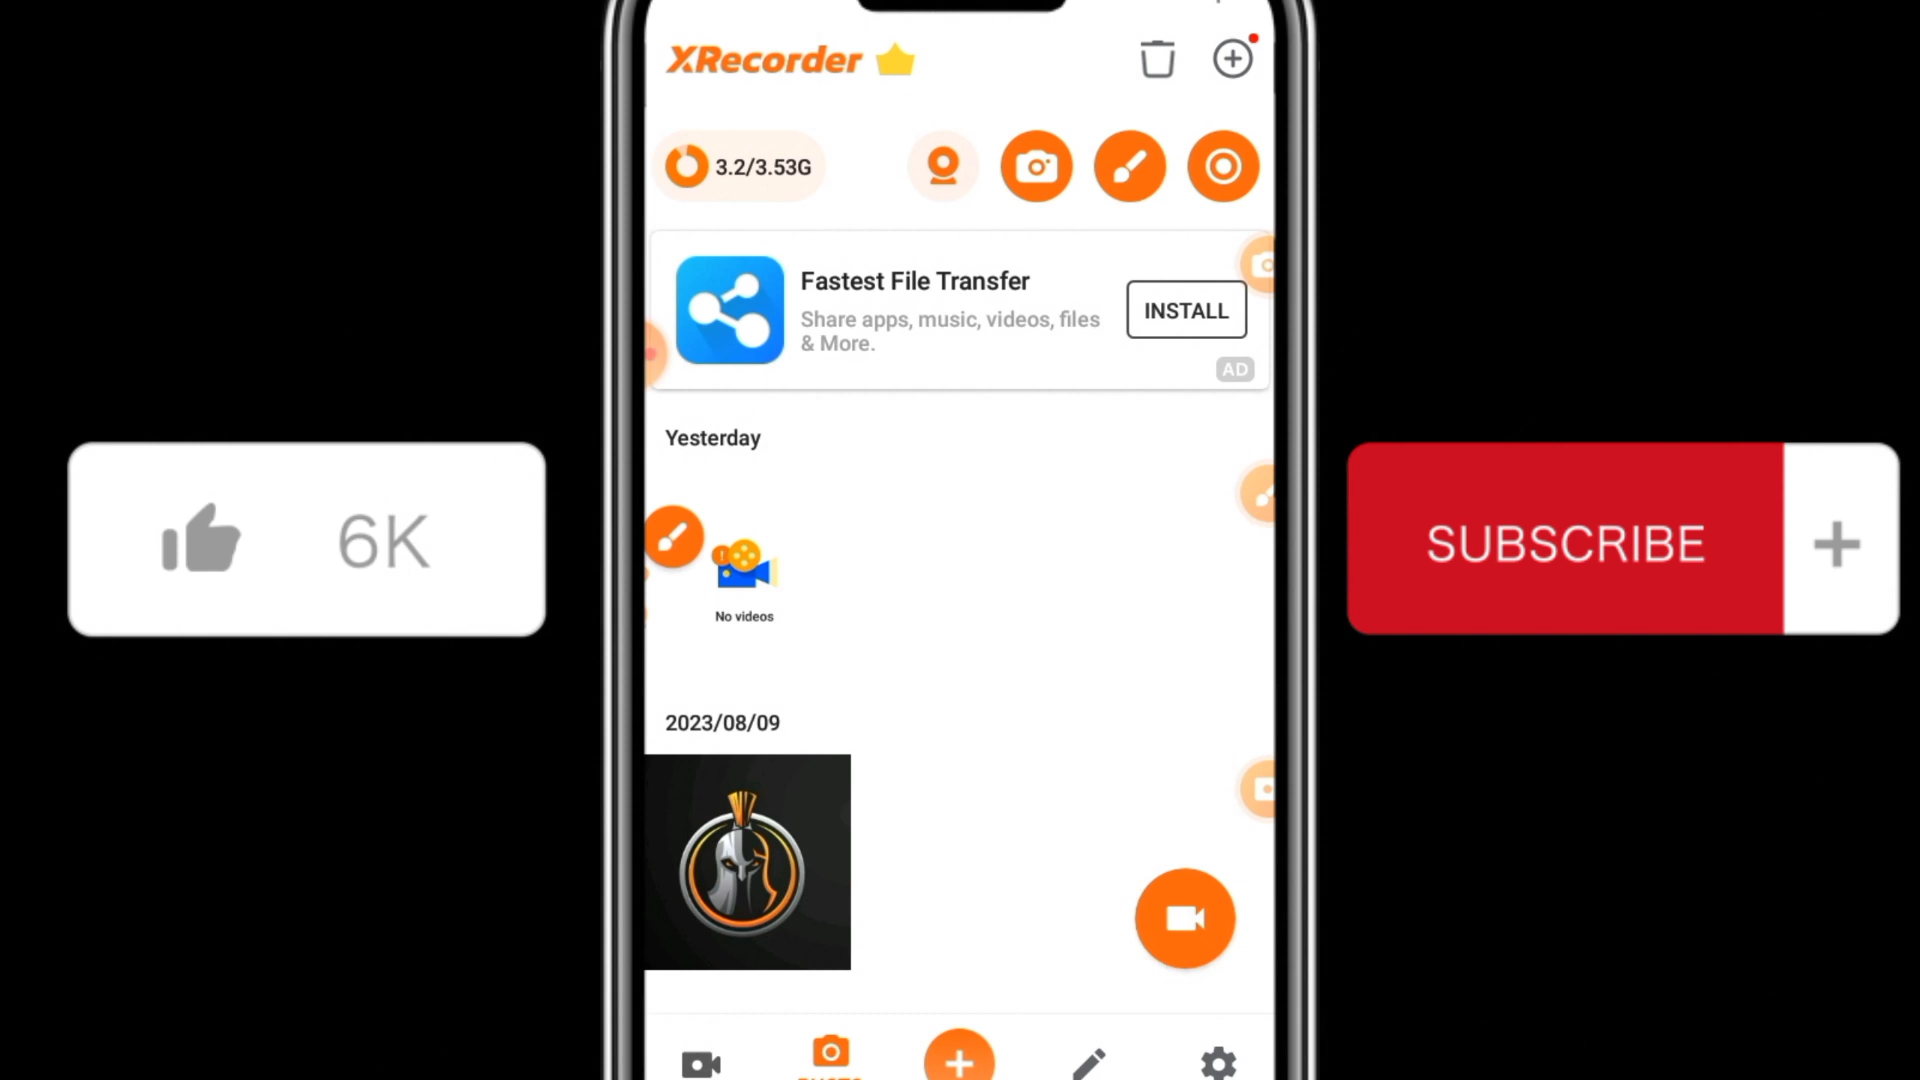 XRecorder
3.2/3.53G
Fastest File Transfer
Share apps, music, videos, files
& More.
INSTALL
AD
Yesterday
6K
SUBSCRIBE
No videos
2023/08/09